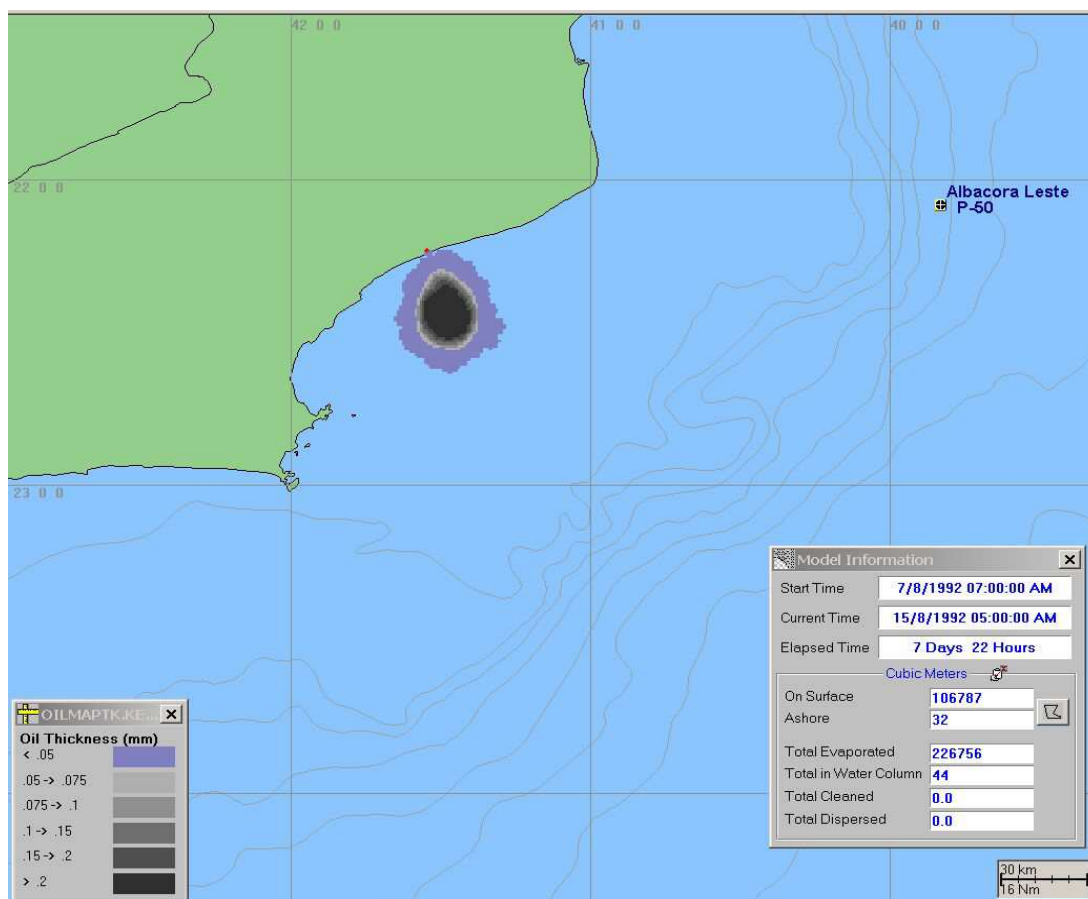 42 0 0
41 0 0
40 0 0
22 0 0
Albacora Leste
P-50
23 0 0
Model Information
Start Time 7/8/1992 07:00:00 AM
Current Time 15/8/1992 05:00:00 AM
Elapsed Time 7 Days 22 Hours
Cubic Meters
On Surface 106787
Ashore 32
Total Evaporated 226756
Total in Water Column 44
Total Cleaned 0.0
Total Dispersed 0.0
OILMAPTK.KE...
Oil Thickness (mm)
< .05
.05 -> .075
.075 -> .1
.1 -> .15
.15 -> .2
> .2
30 km
16 Nm